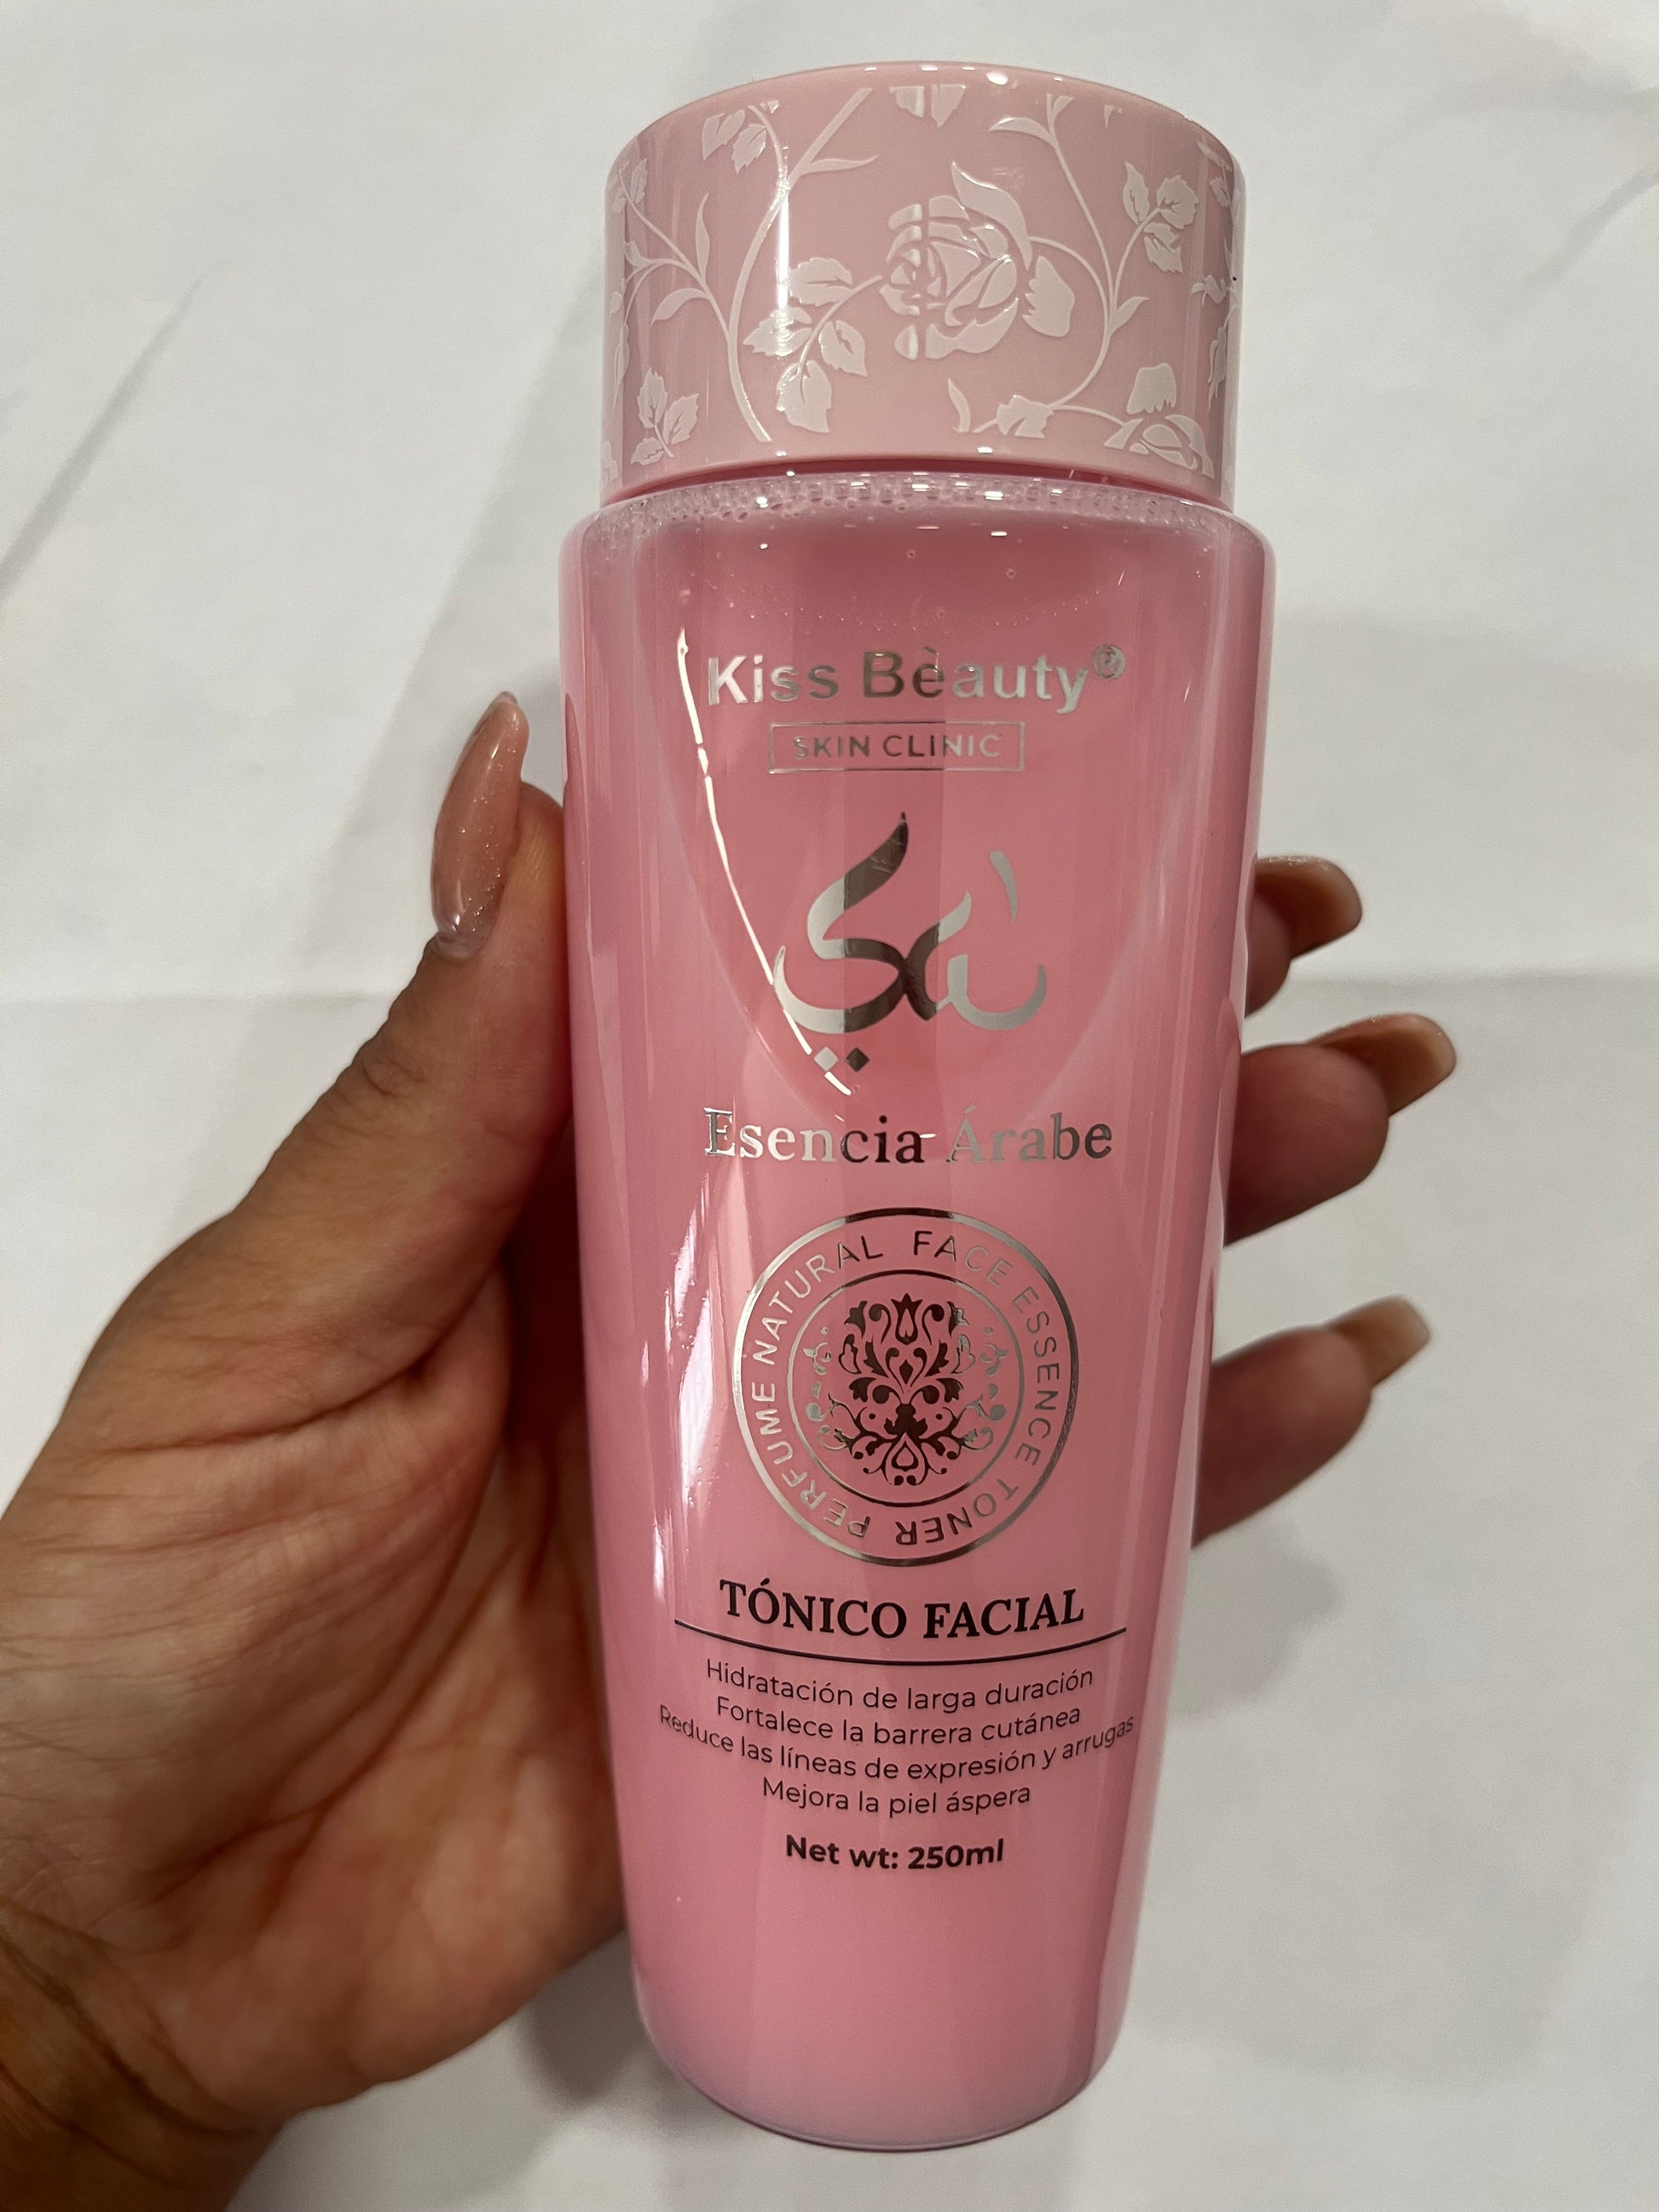 Kiss Bèauty®
SKIN CLINIC
Esencia Árabe
NATURAL FACE ESSENCE TONER PERFUME
TÓNICO FACIAL
Hidratación de larga duración
Fortalece la barrera cutánea
Reduce las líneas de expresión y arrugas
Mejora la piel áspera
Net wt: 250ml